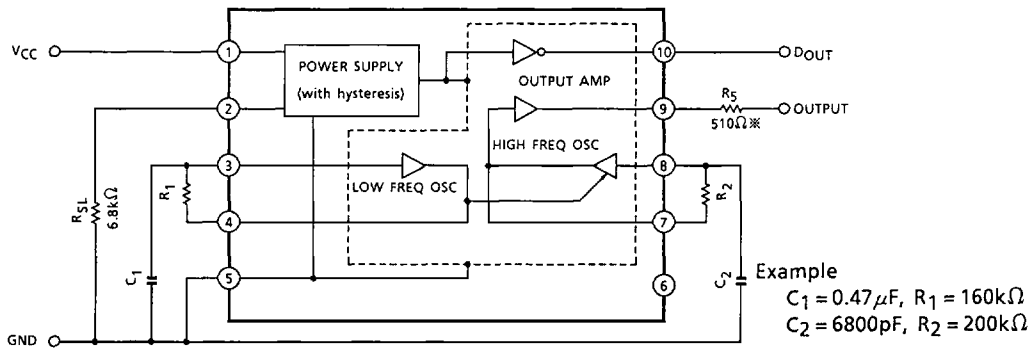 VCC
1
POWER SUPPLY
(with hysteresis)
10
DOUT
OUTPUT AMP
2
9
R5
510Ω※
OUTPUT
HIGH FREQ OSC
3
8
LOW FREQ OSC
R1
R2
RSL
6.8kΩ
4
7
C1
5
6
C2
Example
C1 = 0.47μF, R1 = 160kΩ
C2 = 6800pF, R2 = 200kΩ
GND